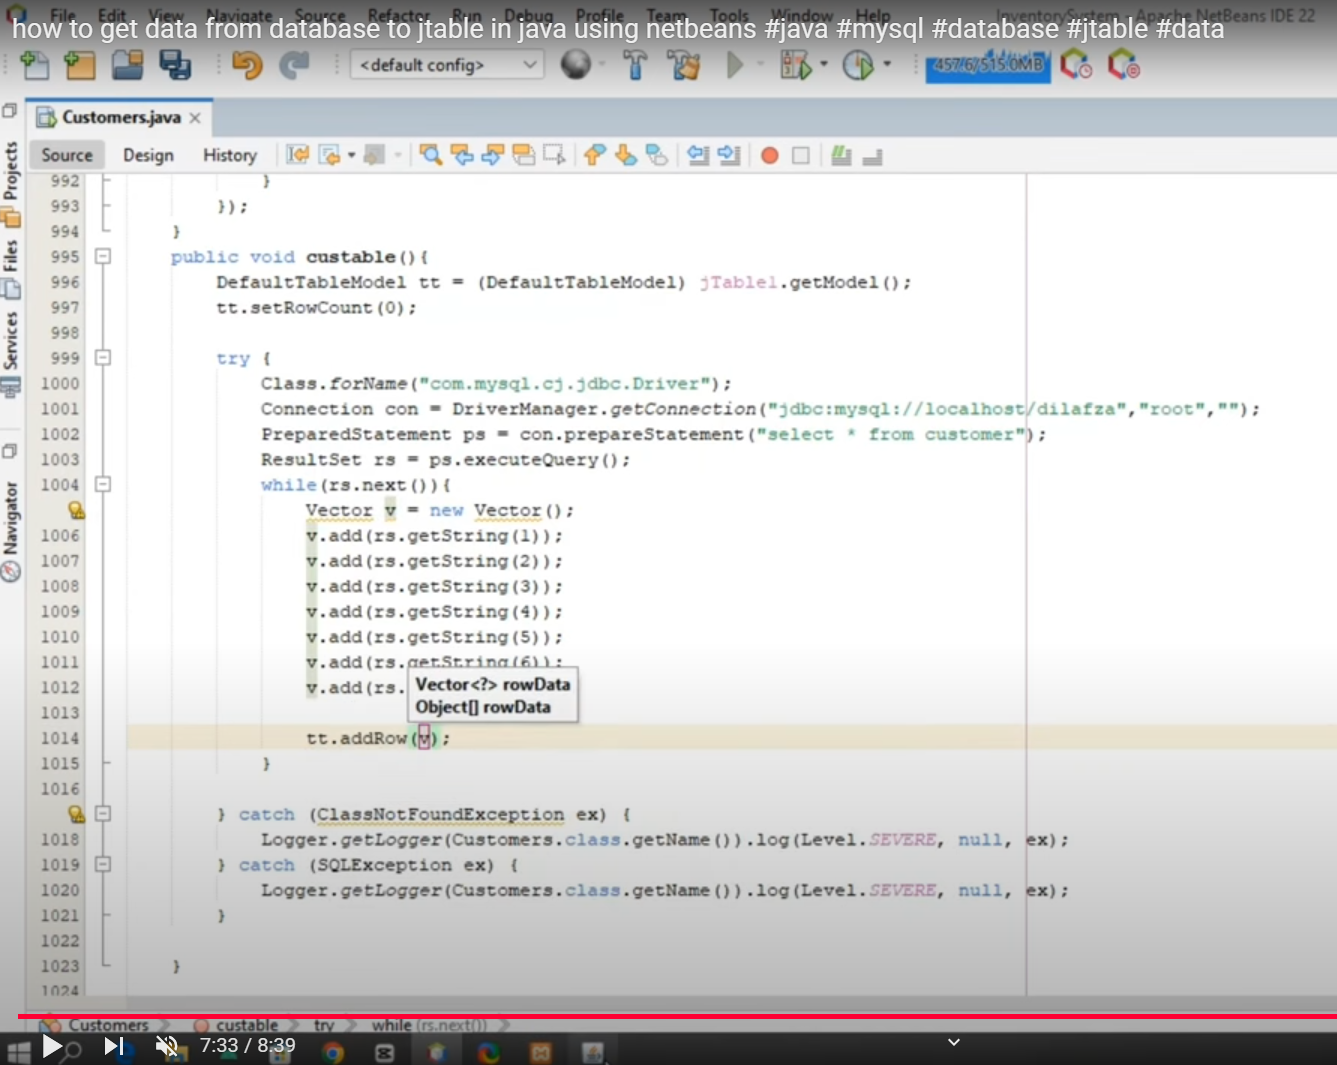 File Edit View Navigate Source Refactor Run Debug Profile Team Tools Window Help InventorySystem - Apache NetBeans IDE 22
how to get data from database to jtable in java using netbeans #java #mysql #database #jtable #data
<default config>
457.6/515.0MB
Customers.java
Source Design History
Projects
Files
Services
Navigator
992 }
993 });
994 }
995 public void custable(){
996 DefaultTableModel tt = (DefaultTableModel) jTable1.getModel();
997 tt.setRowCount(0);
998
999 try {
1000 Class.forName("com.mysql.cj.jdbc.Driver");
1001 Connection con = DriverManager.getConnection("jdbc:mysql://localhost/dilafza","root","");
1002 PreparedStatement ps = con.prepareStatement("select * from customer");
1003 ResultSet rs = ps.executeQuery();
1004 while(rs.next()){
Vector v = new Vector();
1006 v.add(rs.getString(1));
1007 v.add(rs.getString(2));
1008 v.add(rs.getString(3));
1009 v.add(rs.getString(4));
1010 v.add(rs.getString(5));
1011 v.add(rs.getString(6));
1012 v.add(rs.
Vector<?> rowData
Object[] rowData
1013
1014 tt.addRow(v);
1015 }
1016
} catch (ClassNotFoundException ex) {
1018 Logger.getLogger(Customers.class.getName()).log(Level.SEVERE, null, ex);
1019 } catch (SQLException ex) {
1020 Logger.getLogger(Customers.class.getName()).log(Level.SEVERE, null, ex);
1021 }
1022
1023 }
1024
Customers custable try while (rs.next())
7:33 / 8:39